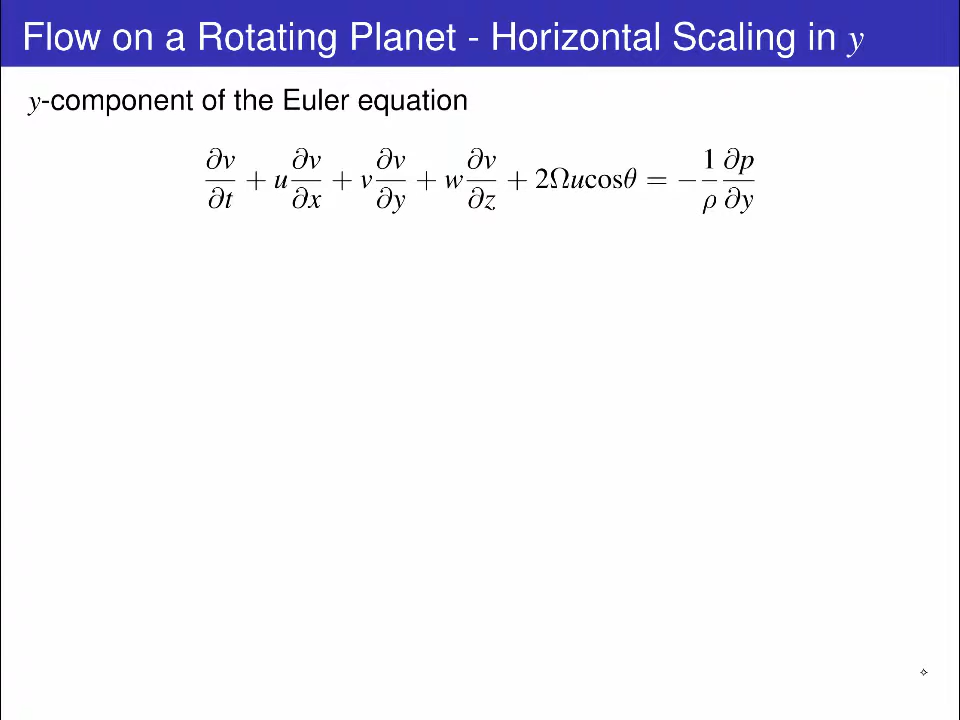 Flow on a Rotating Planet - Horizontal Scaling in y
y-component of the Euler equation
∂v/∂t + u ∂v/∂x + v ∂v/∂y + w ∂v/∂z + 2Ωu cosθ = − 1/ρ ∂p/∂y